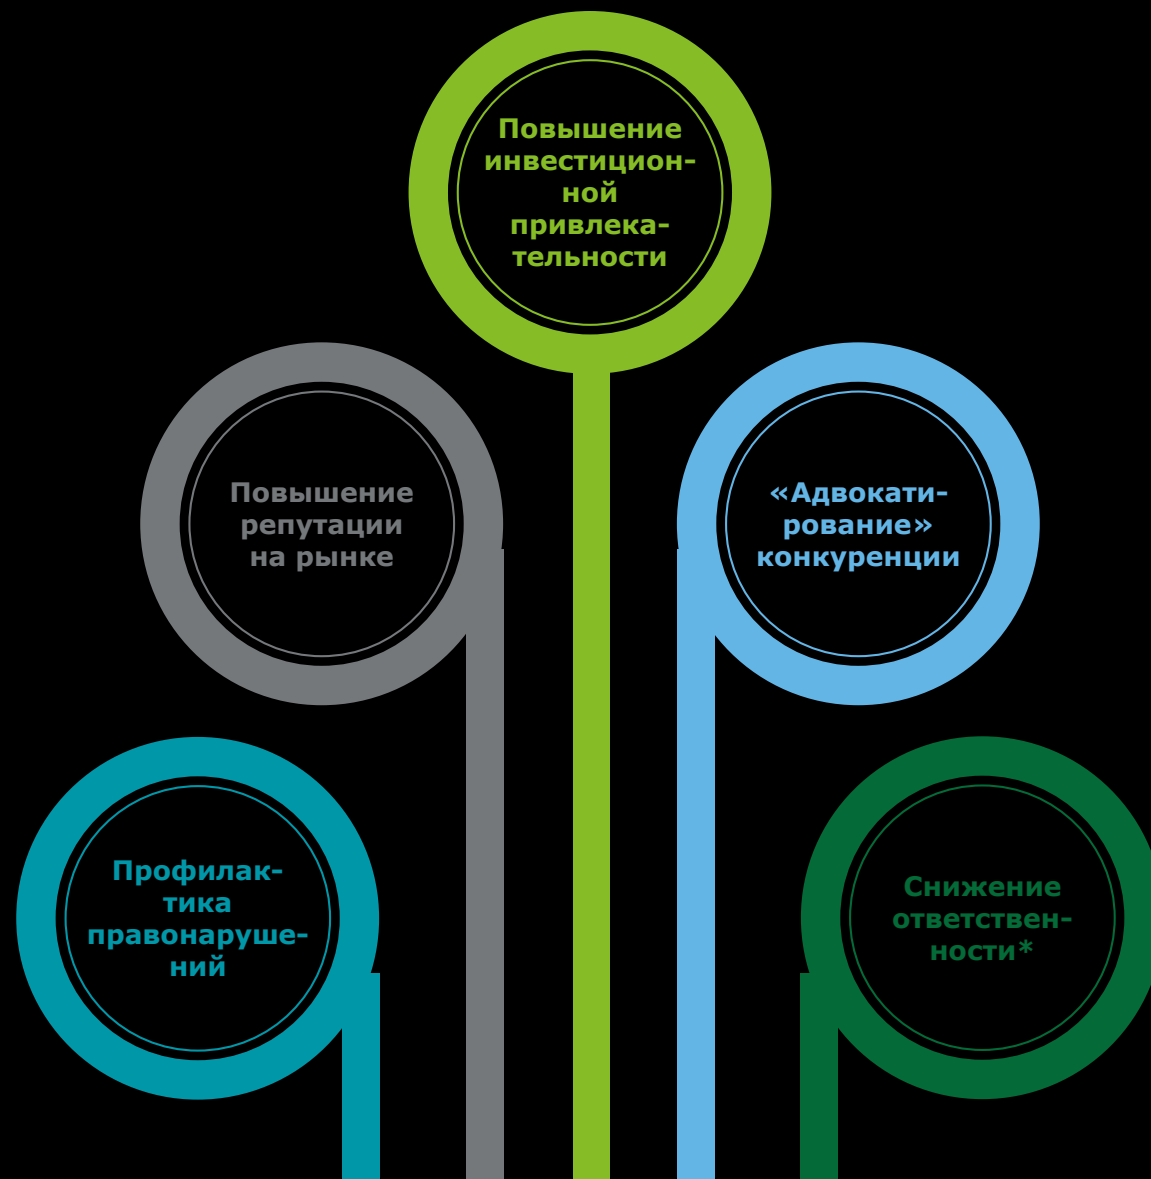 Повышение
инвестицион-
ной
привлека-
тельности
Повышение
репутации
на рынке
«Адвокати-
рование»
конкуренции
Профилак-
тика
правонаруше-
ний
Снижение
ответствен-
ности*